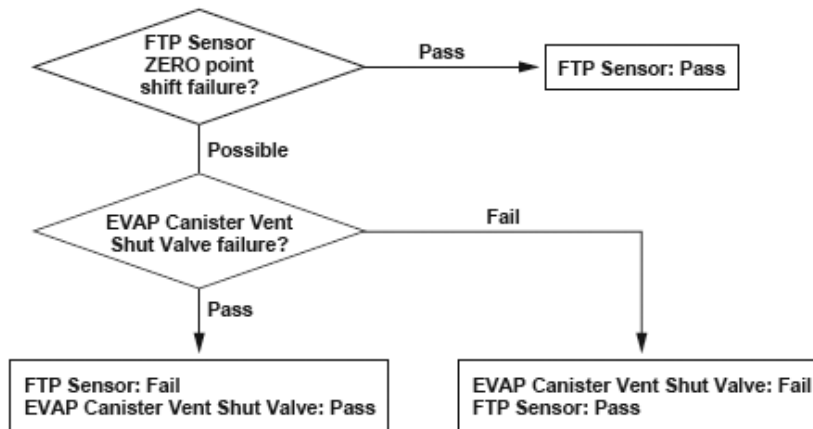 FTP Sensor
ZERO point
shift failure?
Pass
FTP Sensor: Pass
Possible
EVAP Canister Vent
Shut Valve failure?
Fail
Pass
FTP Sensor: Fail
EVAP Canister Vent Shut Valve: Pass
EVAP Canister Vent Shut Valve: Fail
FTP Sensor: Pass